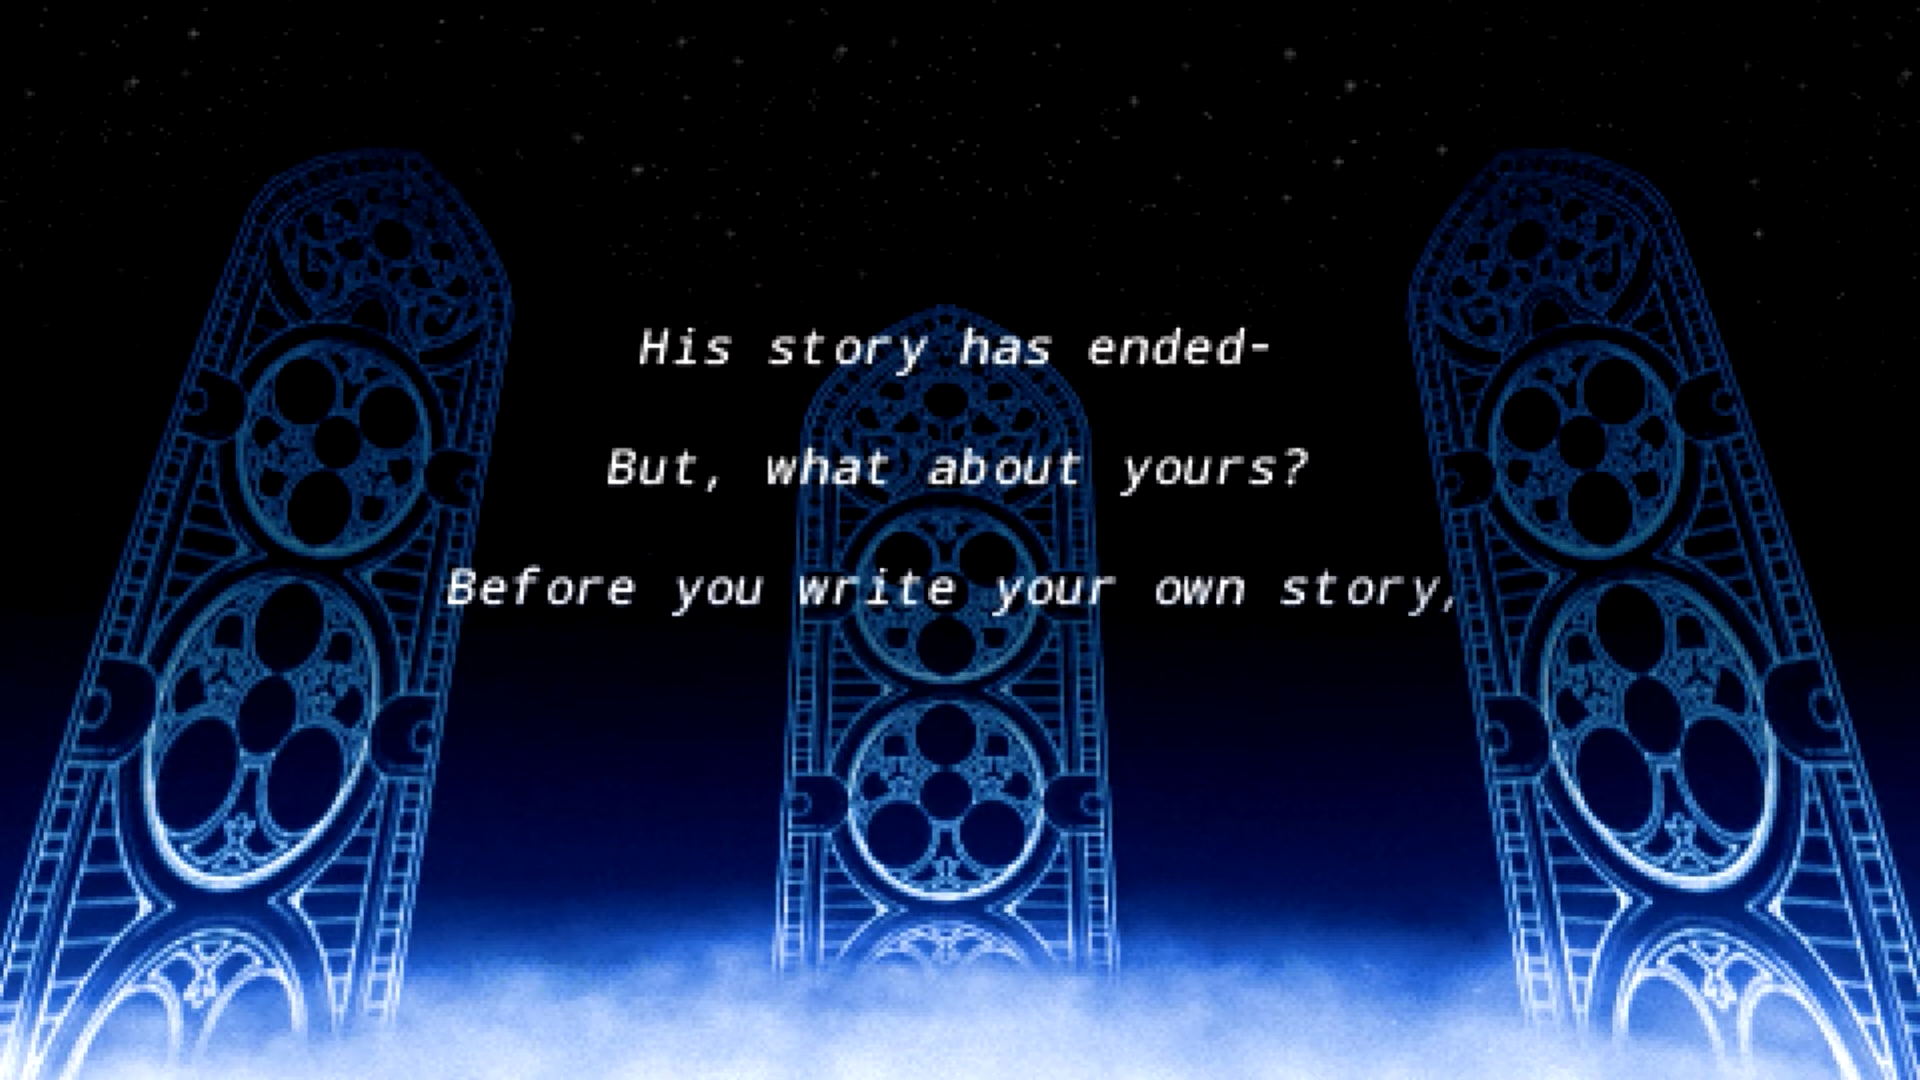 His story has ended-
But, what about yours?
Before you write your own story,